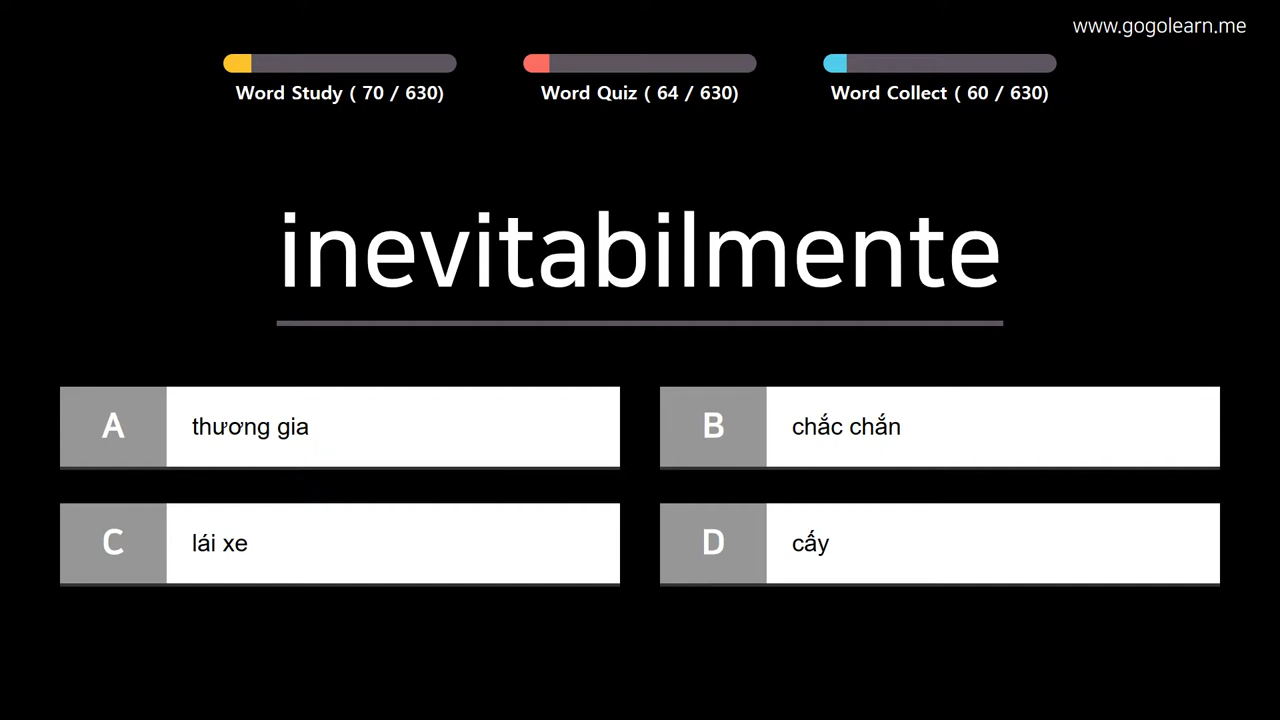 www.gogolearn.me
Word Study ( 70 / 630)
Word Quiz ( 64 / 630)
Word Collect ( 60 / 630)
inevitabilmente
A thương gia
B chắc chắn
C lái xe
D cấy